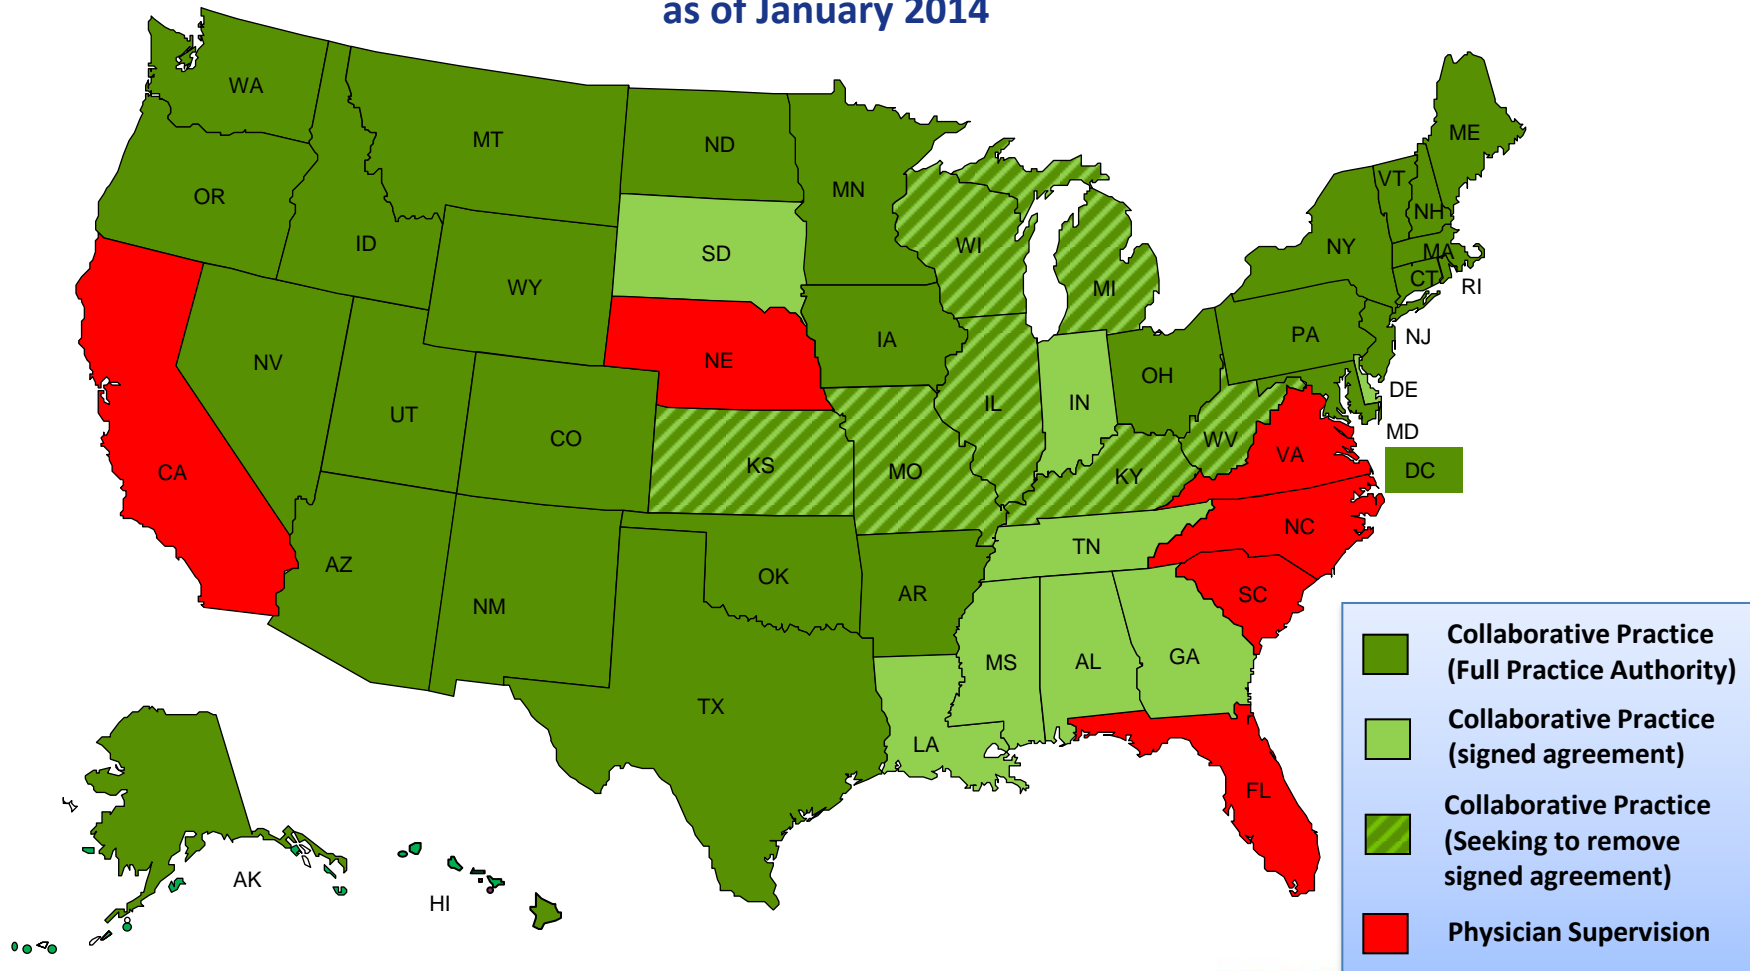 as of January 2014
WA
MT
ND
MN
ME
OR
ID
SD
WI
VT
NH
NY
MA
WY
MI
CT
RI
NV
NE
IA
PA
NJ
UT
CO
IL
IN
OH
DE
CA
KS
MO
KY
WV
VA
MD
DC
AZ
NM
OK
AR
TN
NC
SC
TX
MS
AL
GA
LA
FL
AK
HI
Collaborative Practice
(Full Practice Authority)
Collaborative Practice
(signed agreement)
Collaborative Practice
(Seeking to remove
signed agreement)
Physician Supervision